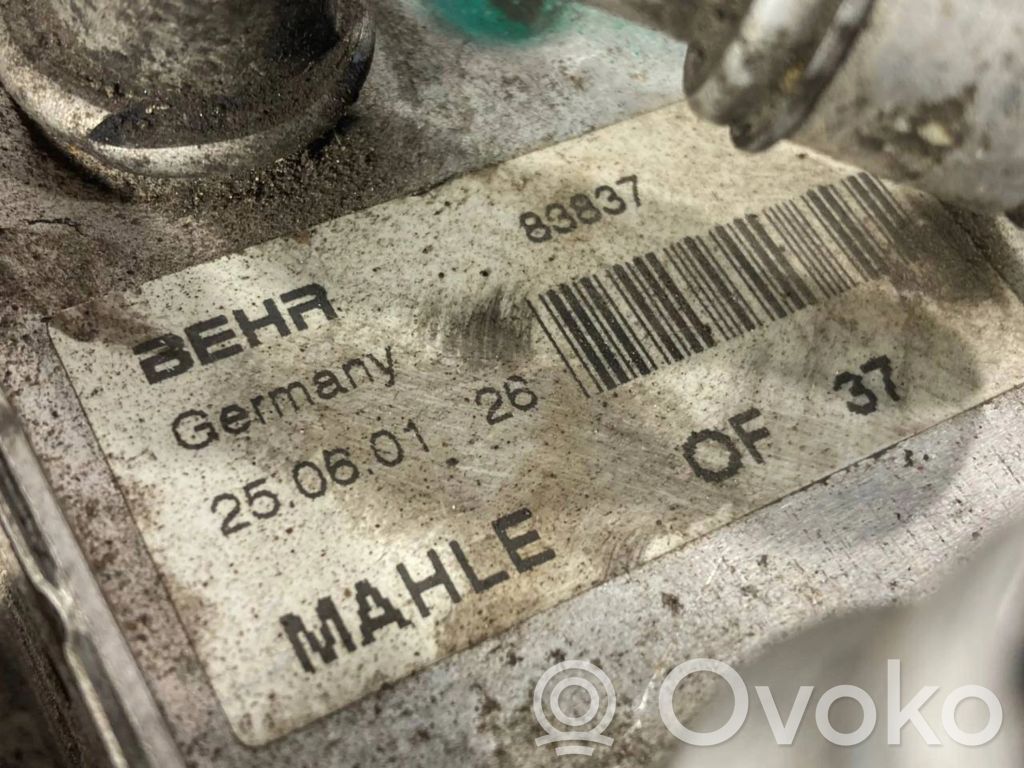 83837
BEHR
Germany
25.06.01 26
OF 37
MAHLE
Ovoko